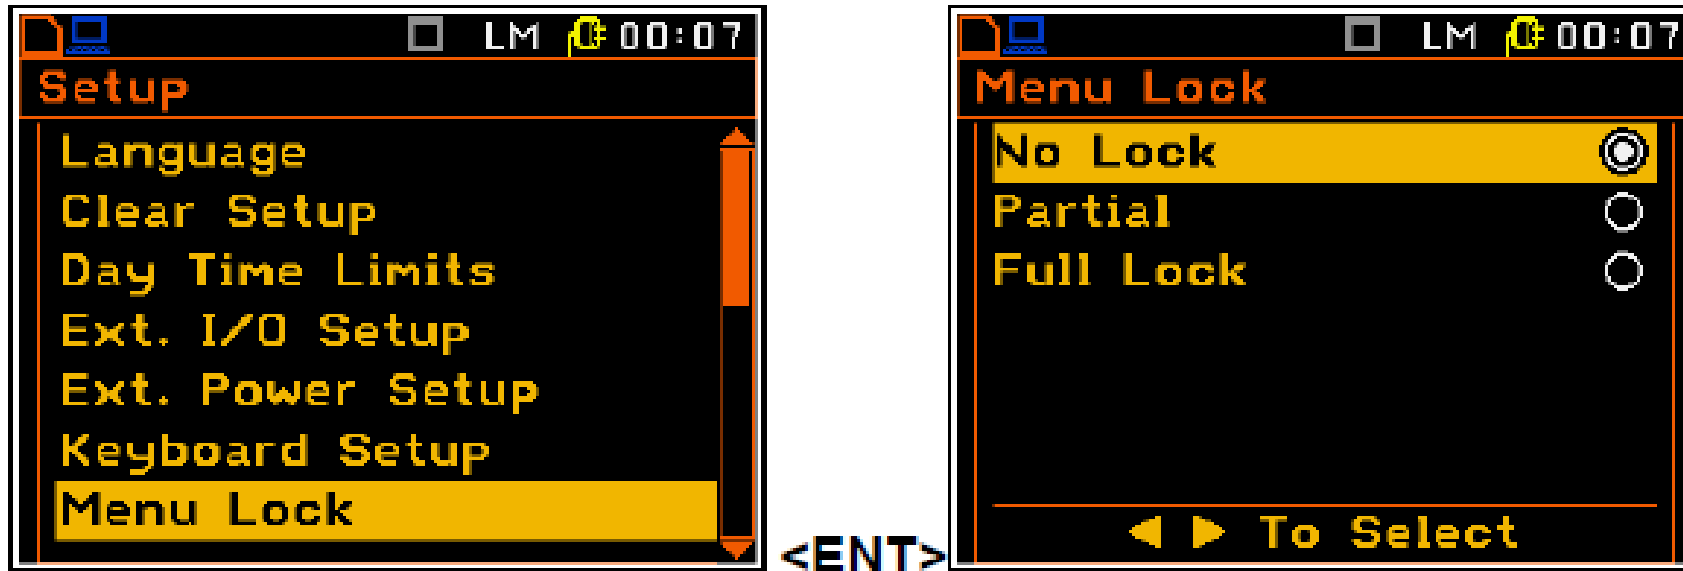 LM 00:07
Setup
Language
Clear Setup
Day Time Limits
Ext. I/O Setup
Ext. Power Setup
Keyboard Setup
Menu Lock
<ENT>
LM 00:07
Menu Lock
No Lock
Partial
Full Lock
To Select